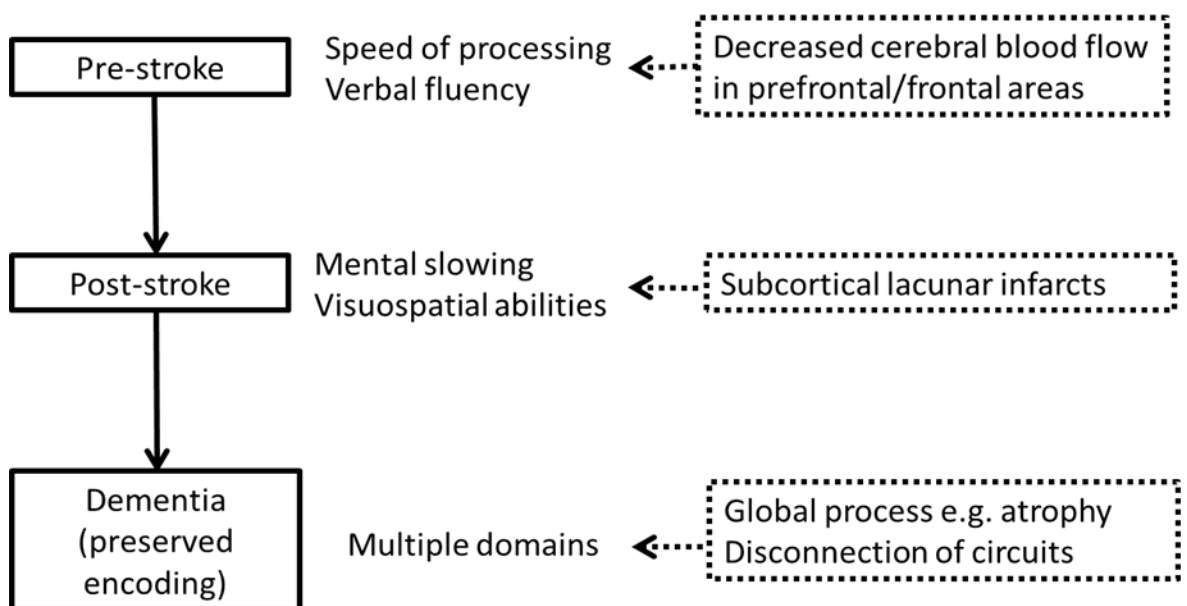 Pre-stroke
Speed of processing
Verbal fluency
Decreased cerebral blood flow
in prefrontal/frontal areas
Post-stroke
Mental slowing
Visuospatial abilities
Subcortical lacunar infarcts
Dementia
(preserved
encoding)
Multiple domains
Global process e.g. atrophy
Disconnection of circuits